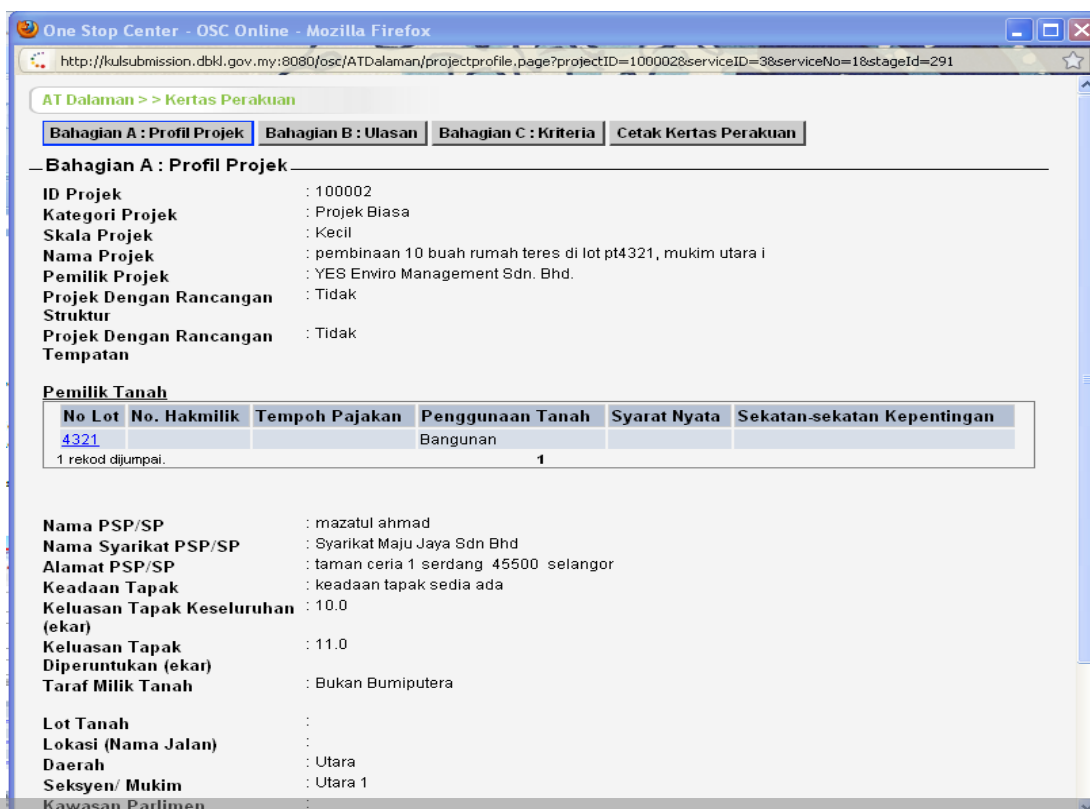 One Stop Center - OSC Online - Mozilla Firefox
http://kulsubmission.dbkl.gov.my:8080/osc/ATDalaman/projectprofile.page?projectID=100002&serviceID=3&serviceNo=1&stageId=291
AT Dalaman > > Kertas Perakuan
Bahagian A : Profil Projek Bahagian B : Ulasan Bahagian C : Kriteria Cetak Kertas Perakuan
Bahagian A : Profil Projek
ID Projek : 100002
Kategori Projek : Projek Biasa
Skala Projek : Kecil
Nama Projek : pembinaan 10 buah rumah teres di lot pt4321, mukim utara i
Pemilik Projek : YES Enviro Management Sdn. Bhd.
Projek Dengan Rancangan : Tidak
Struktur
Projek Dengan Rancangan : Tidak
Tempatan
Pemilik Tanah
No Lot No. Hakmilik Tempoh Pajakan Penggunaan Tanah Syarat Nyata Sekatan-sekatan Kepentingan
4321 Bangunan
1 rekod dijumpai. 1
Nama PSP/SP : mazatul ahmad
Nama Syarikat PSP/SP : Syarikat Maju Jaya Sdn Bhd
Alamat PSP/SP : taman ceria 1 serdang 45500 selangor
Keadaan Tapak : keadaan tapak sedia ada
Keluasan Tapak Keseluruhan : 10.0
(ekar)
Keluasan Tapak : 11.0
Diperuntukan (ekar)
Taraf Milik Tanah : Bukan Bumiputera
Lot Tanah :
Lokasi (Nama Jalan) :
Daerah : Utara
Seksyen/ Mukim : Utara 1
Kawasan Parlimen :